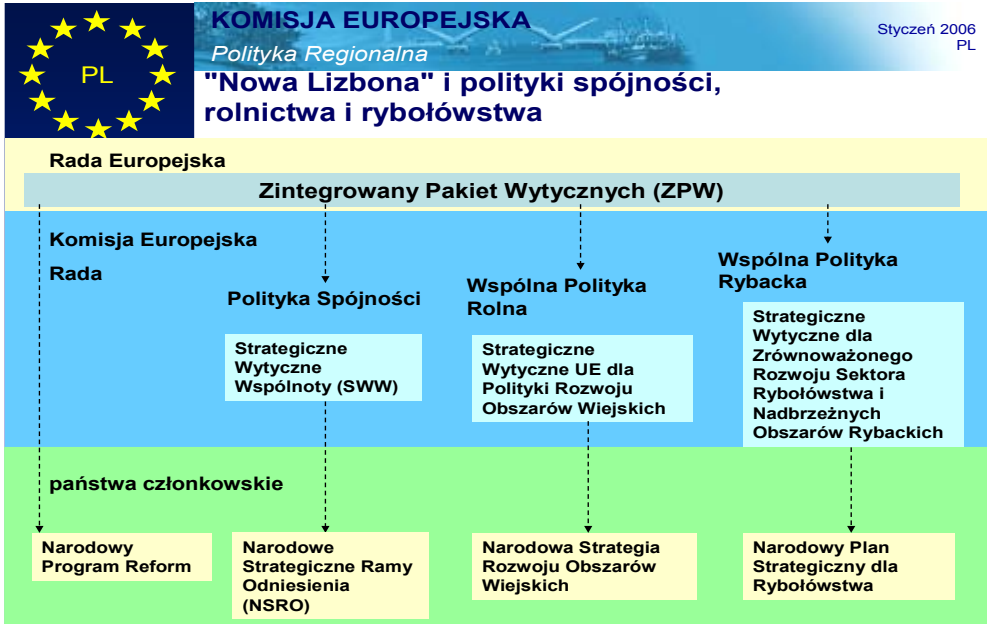 PL
KOMISJA EUROPEJSKA
Polityka Regionalna
Styczeń 2006
PL
"Nowa Lizbona" i polityki spójności,
rolnictwa i rybołówstwa
Rada Europejska
Zintegrowany Pakiet Wytycznych (ZPW)
Komisja Europejska
Rada
Polityka Spójności
Strategiczne
Wytyczne
Wspólnoty (SWW)
Wspólna Polityka
Rolna
Strategiczne
Wytyczne UE dla
Polityki Rozwoju
Obszarów Wiejskich
Wspólna Polityka
Rybacka
Strategiczne
Wytyczne dla
Zrównoważonego
Rozwoju Sektora
Rybołówstwa i
Nadbrzeżnych
Obszarów Rybackich
państwa członkowskie
Narodowy
Program Reform
Narodowe
Strategiczne Ramy
Odniesienia
(NSRO)
Narodowa Strategia
Rozwoju Obszarów
Wiejskich
Narodowy Plan
Strategiczny dla
Rybołówstwa